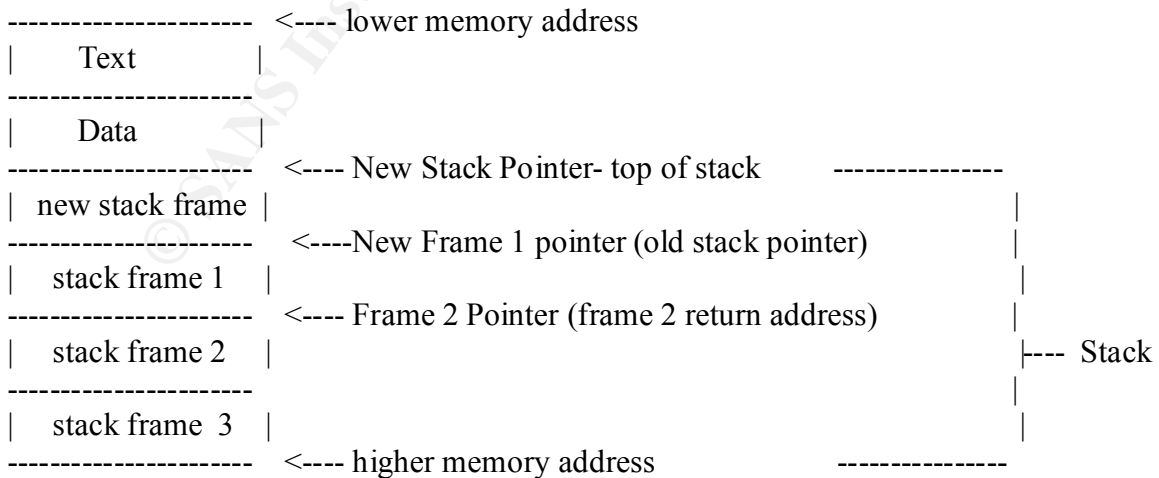 ----------------------- <---- lower memory address
| Text |
-----------------------
| Data |
----------------------- <---- New Stack Pointer- top of stack ----------------
| new stack frame | |
----------------------- <----New Frame 1 pointer (old stack pointer) |
| stack frame 1 | |
----------------------- <---- Frame 2 Pointer (frame 2 return address) |
| stack frame 2 | |---- Stack
----------------------- |
| stack frame 3 | |
----------------------- <---- higher memory address ----------------
© SANS Ins